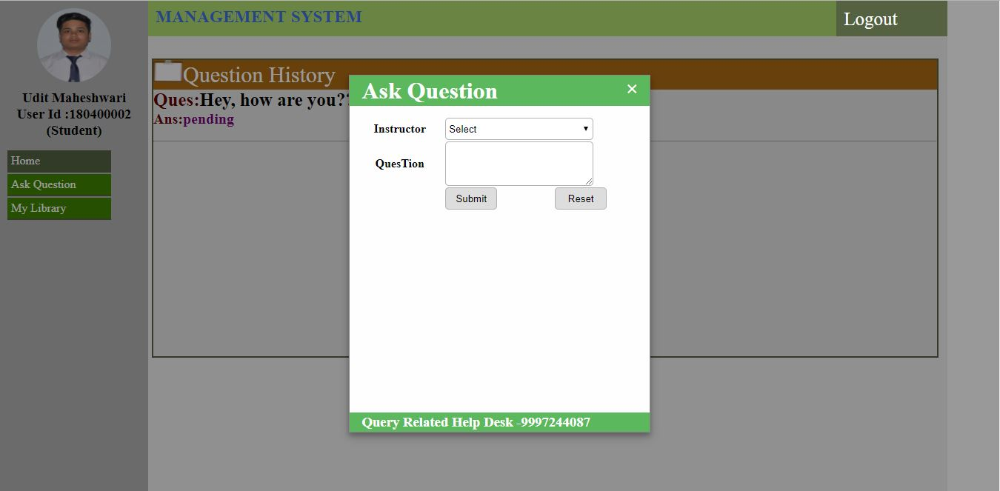 MANAGEMENT SYSTEM
Logout
Udit Maheshwari
User Id :180400002
(Student)
Home
Ask Question
My Library
Question History
Ques:Hey, how are you?
Ans:pending
Ask Question
×
Instructor
Select
QuesTion
Submit
Reset
Query Related Help Desk -9997244087